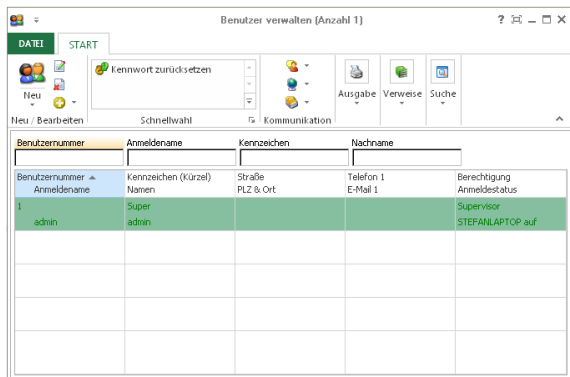 Benutzer verwalten (Anzahl 1)
DATEI START
Kennwort zurücksetzen
Neu
Ausgabe Verweise Suche
Neu / Bearbeiten Schnellwahl Kommunikation
Benutzernummer Anmeldename Kennzeichen Nachname
Benutzernummer Kennzeichen (Kürzel) Straße Telefon 1 Berechtigung
Anmeldename Namen PLZ & Ort E-Mail 1 Anmeldestatus
1 Super Supervisor
admin admin STEFANLAPTOP auf